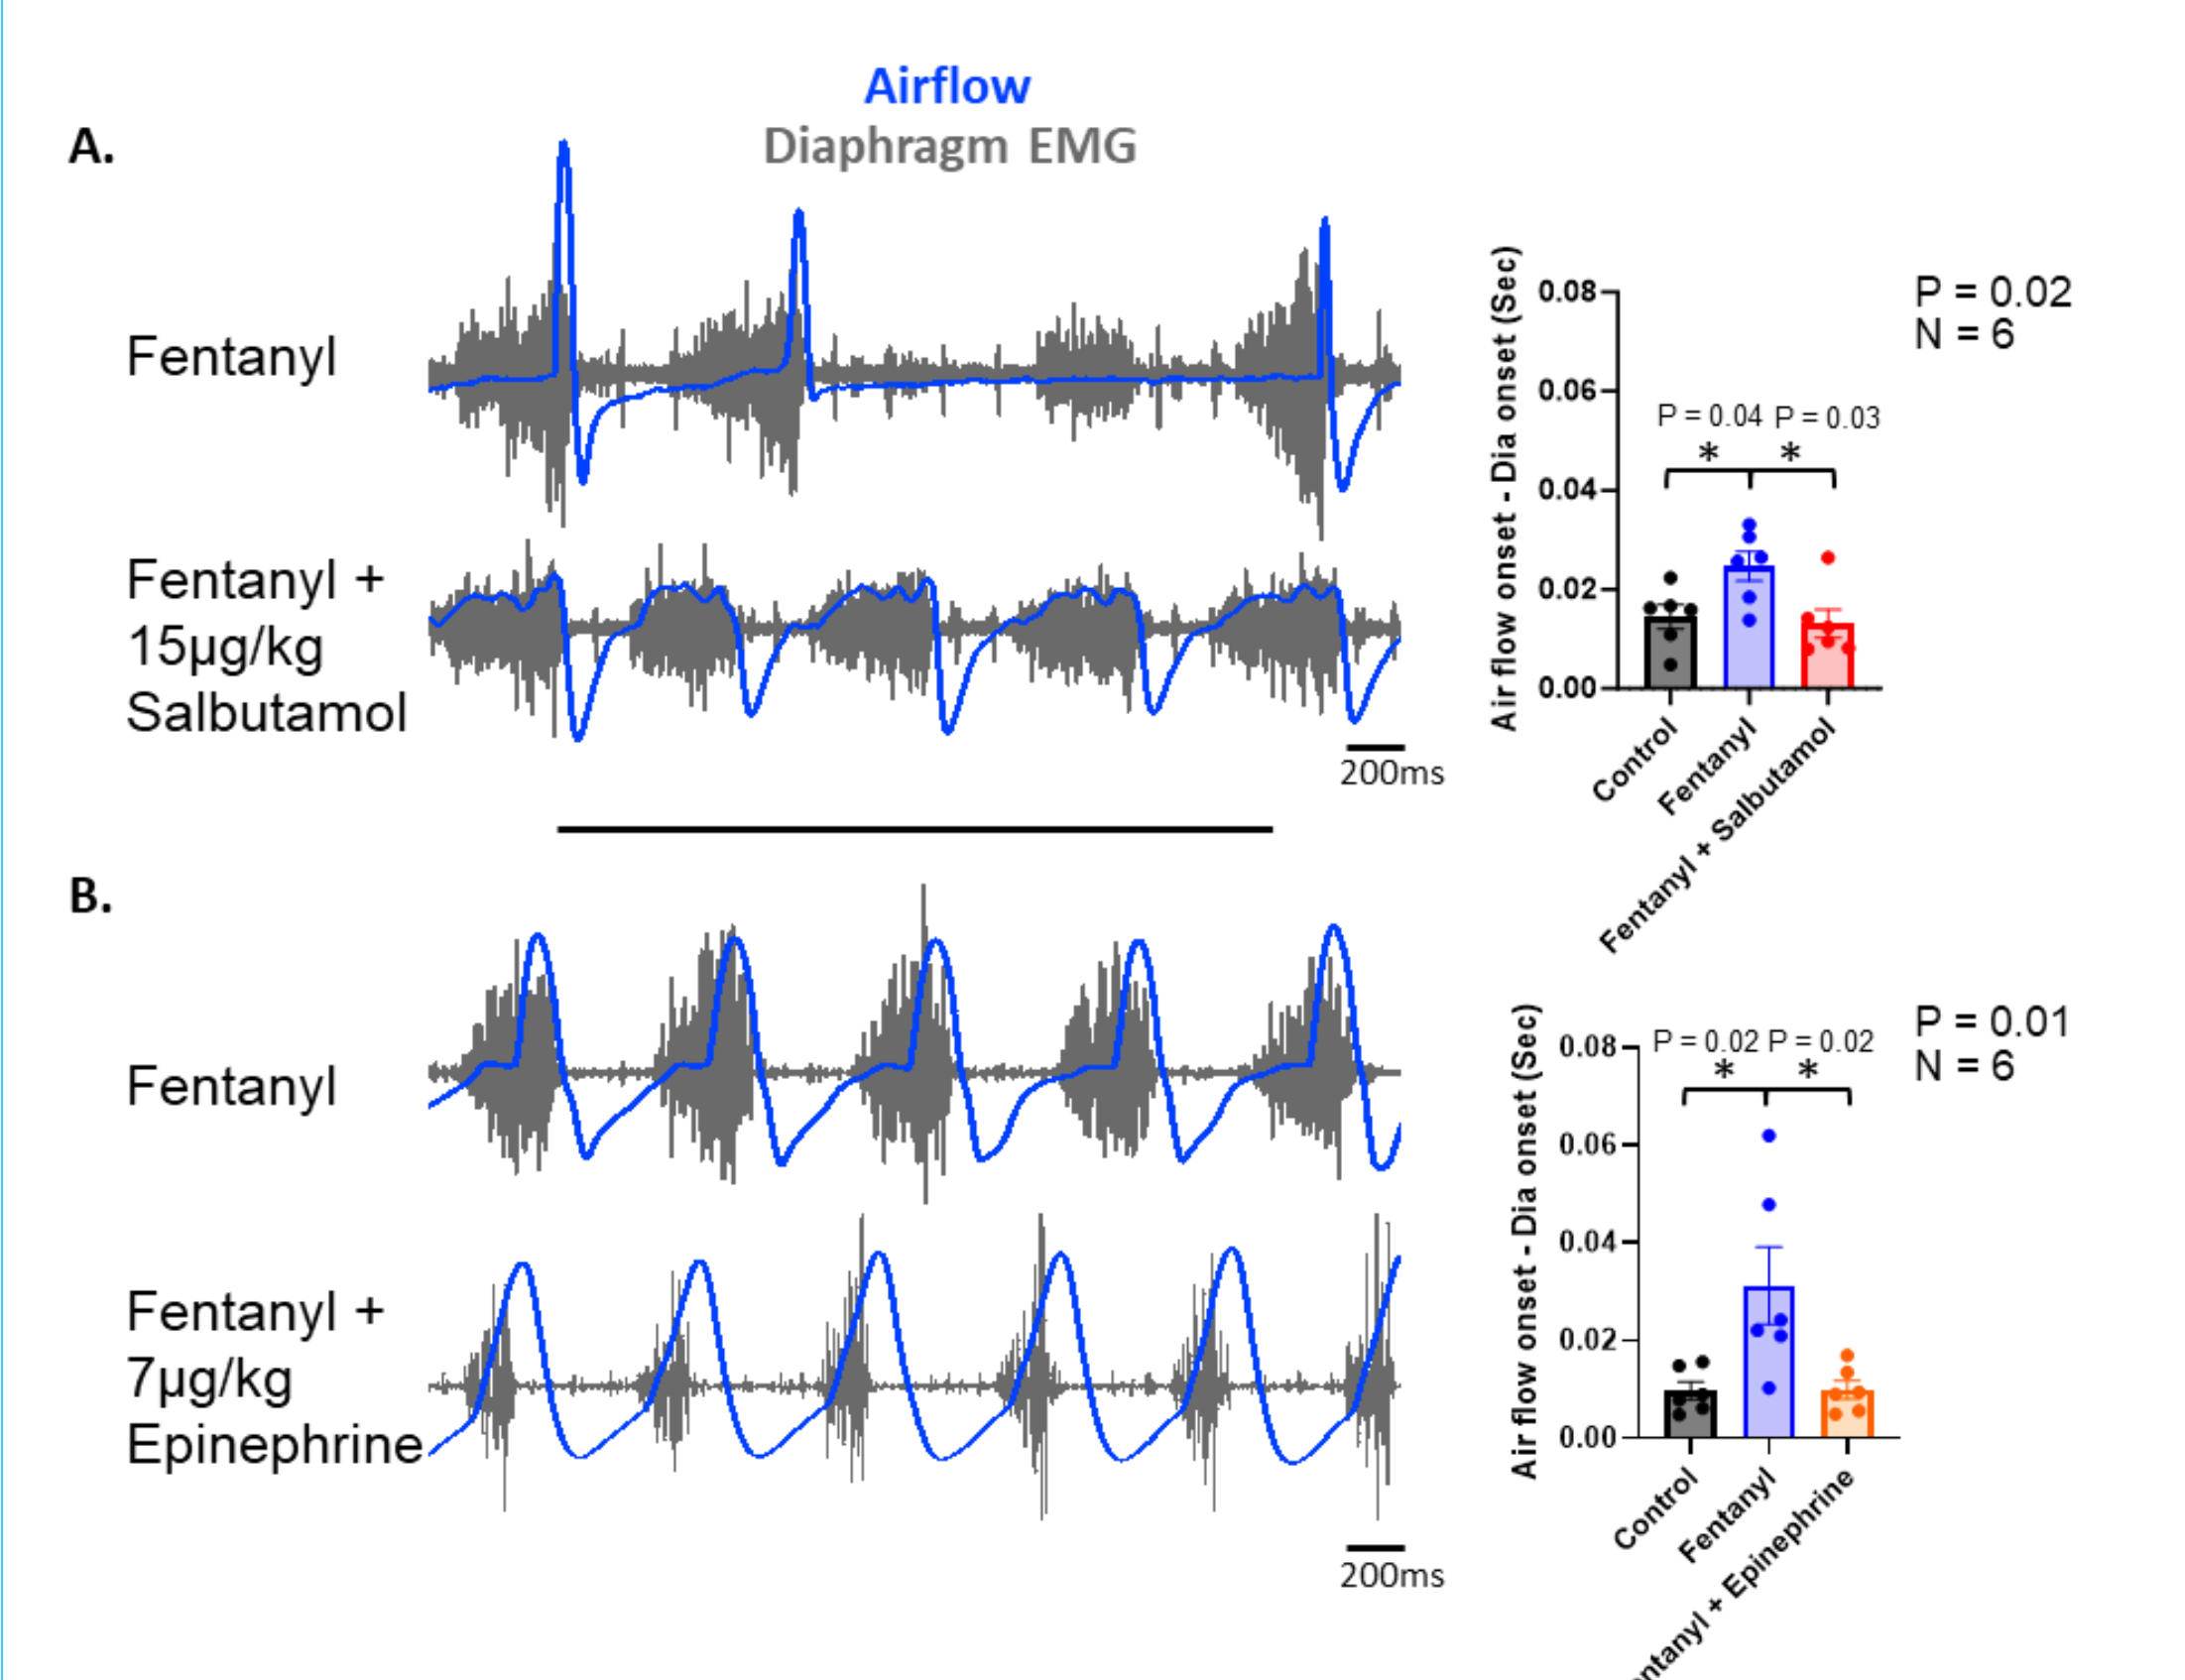 Airflow
Diaphragm EMG
A.
Fentanyl
Fentanyl +
15µg/kg
Salbutamol
200ms
Air flow onset - Dia onset (Sec)
0.08
0.06
0.04
0.02
0.00
P = 0.04 P = 0.03
* *
Control
Fentanyl
Fentanyl + Salbutamol
P = 0.02
N = 6
B.
Fentanyl
Fentanyl +
7µg/kg
Epinephrine
200ms
Air flow onset - Dia onset (Sec)
0.08
0.06
0.04
0.02
0.00
P = 0.02 P = 0.02
* *
Control
Fentanyl
ntanyl + Epinephrine
P = 0.01
N = 6